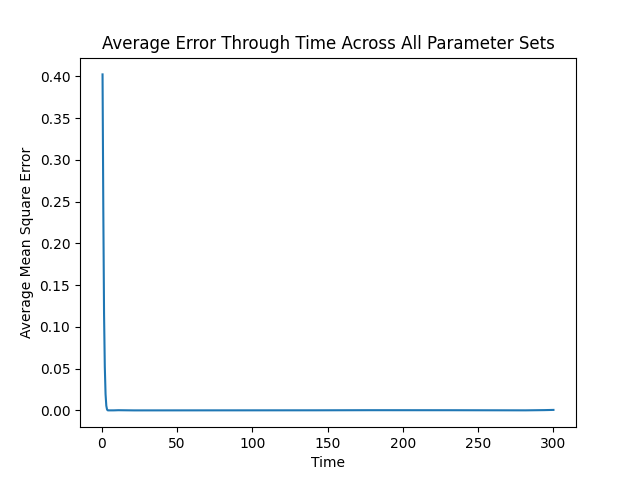 Average Error Through Time Across All Parameter Sets
0.40
0.35
0.30
0.25
0.20
0.15
0.10
0.05
0.00
Average Mean Square Error
0 50 100 150 200 250 300
Time